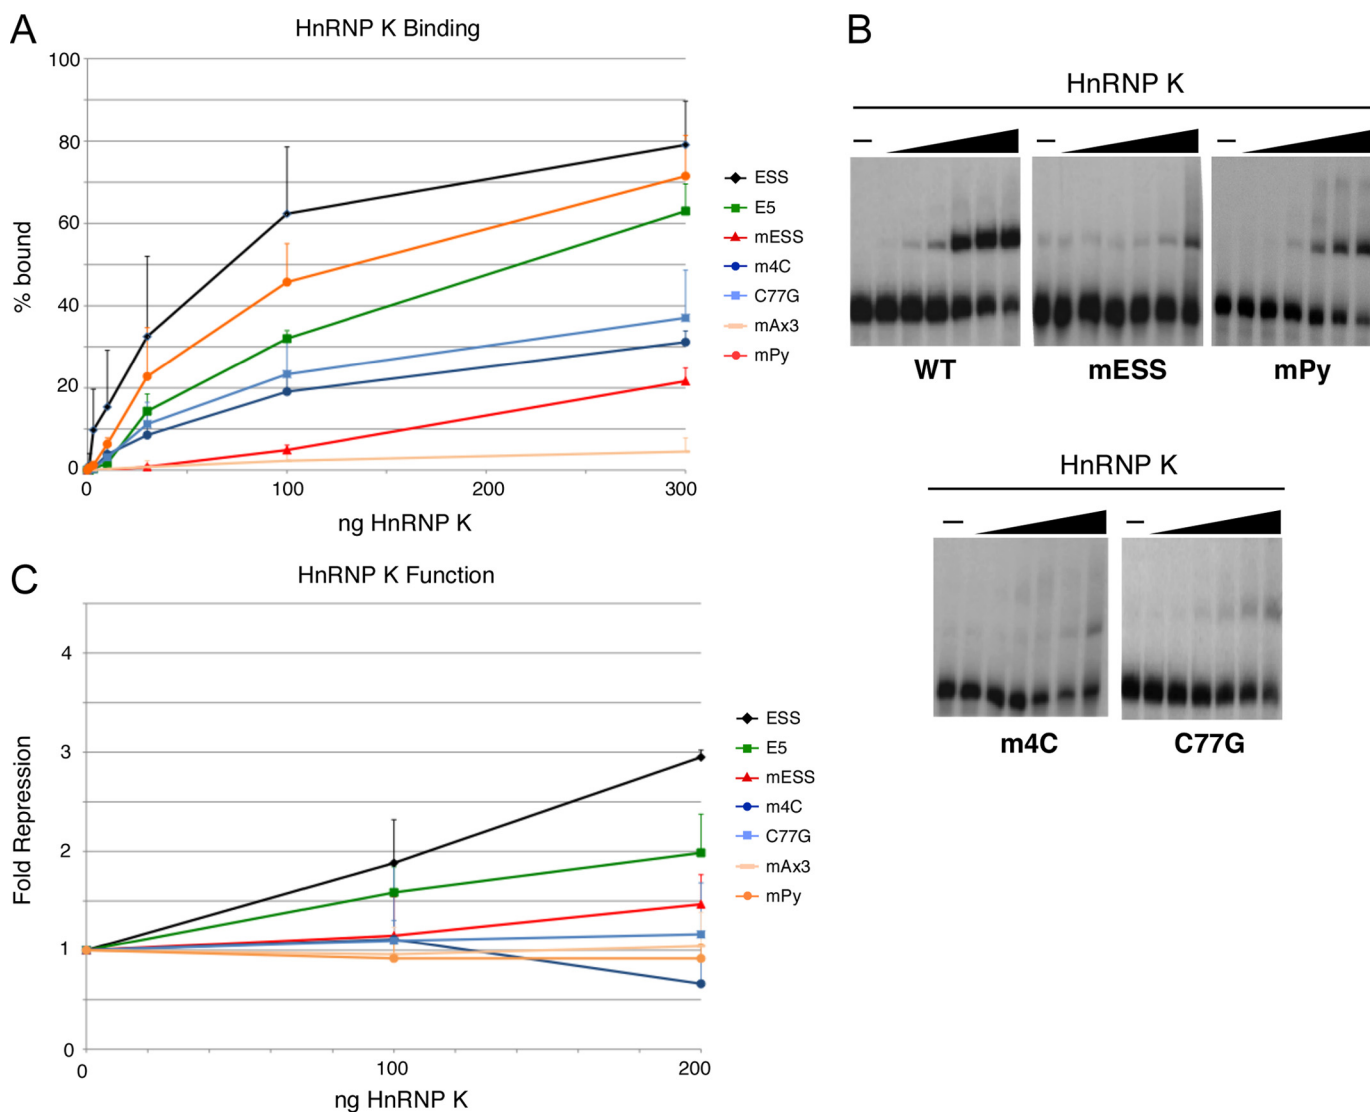 A
HnRNP K Binding
100
80
60
40
20
0
% bound
0
100
200
300
ng HnRNP K
ESS
E5
mESS
m4C
C77G
mAx3
mPy
B
HnRNP K
–
–
–
WT
mESS
mPy
HnRNP K
–
–
m4C
C77G
C
HnRNP K Function
4
3
2
1
0
Fold Repression
0
100
200
ng HnRNP K
ESS
E5
mESS
m4C
C77G
mAx3
mPy